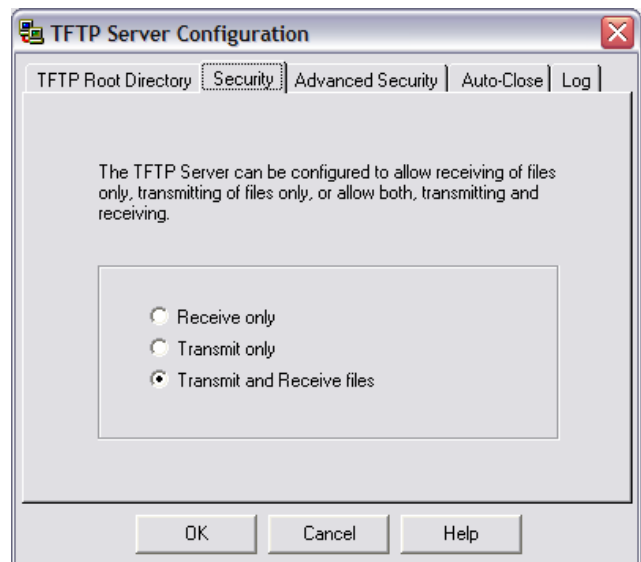 TFTP Server Configuration
TFTP Root Directory Security Advanced Security Auto-Close Log
The TFTP Server can be configured to allow receiving of files
only, transmitting of files only, or allow both, transmitting and
receiving.
Receive only
Transmit only
Transmit and Receive files
OK Cancel Help